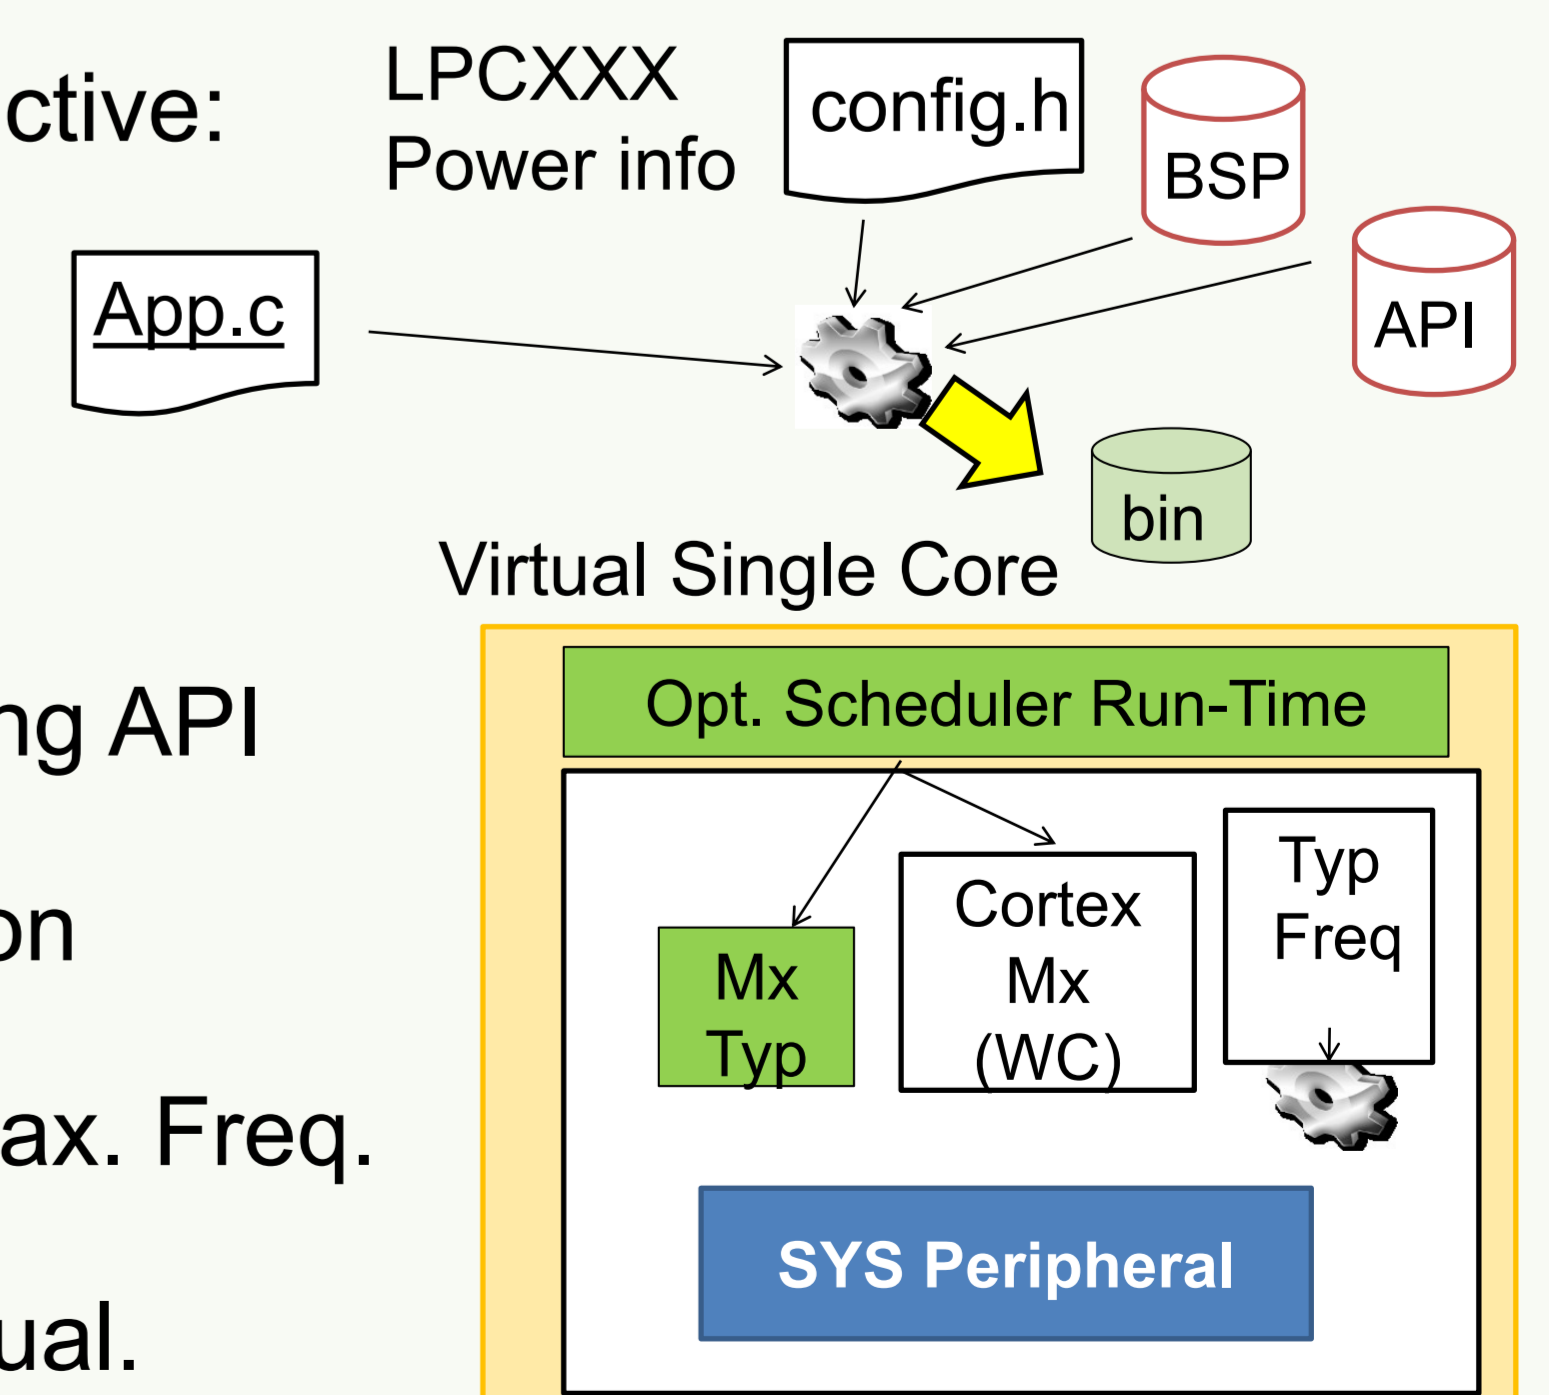 ctive:
LPCXXX
Power info
config.h
BSP
API
App.c
bin
Virtual Single Core
ng API
on
ax. Freq.
ual.
Opt. Scheduler Run-Time
Mx
Typ
Cortex
Mx
(WC)
Typ
Freq
SYS Peripheral